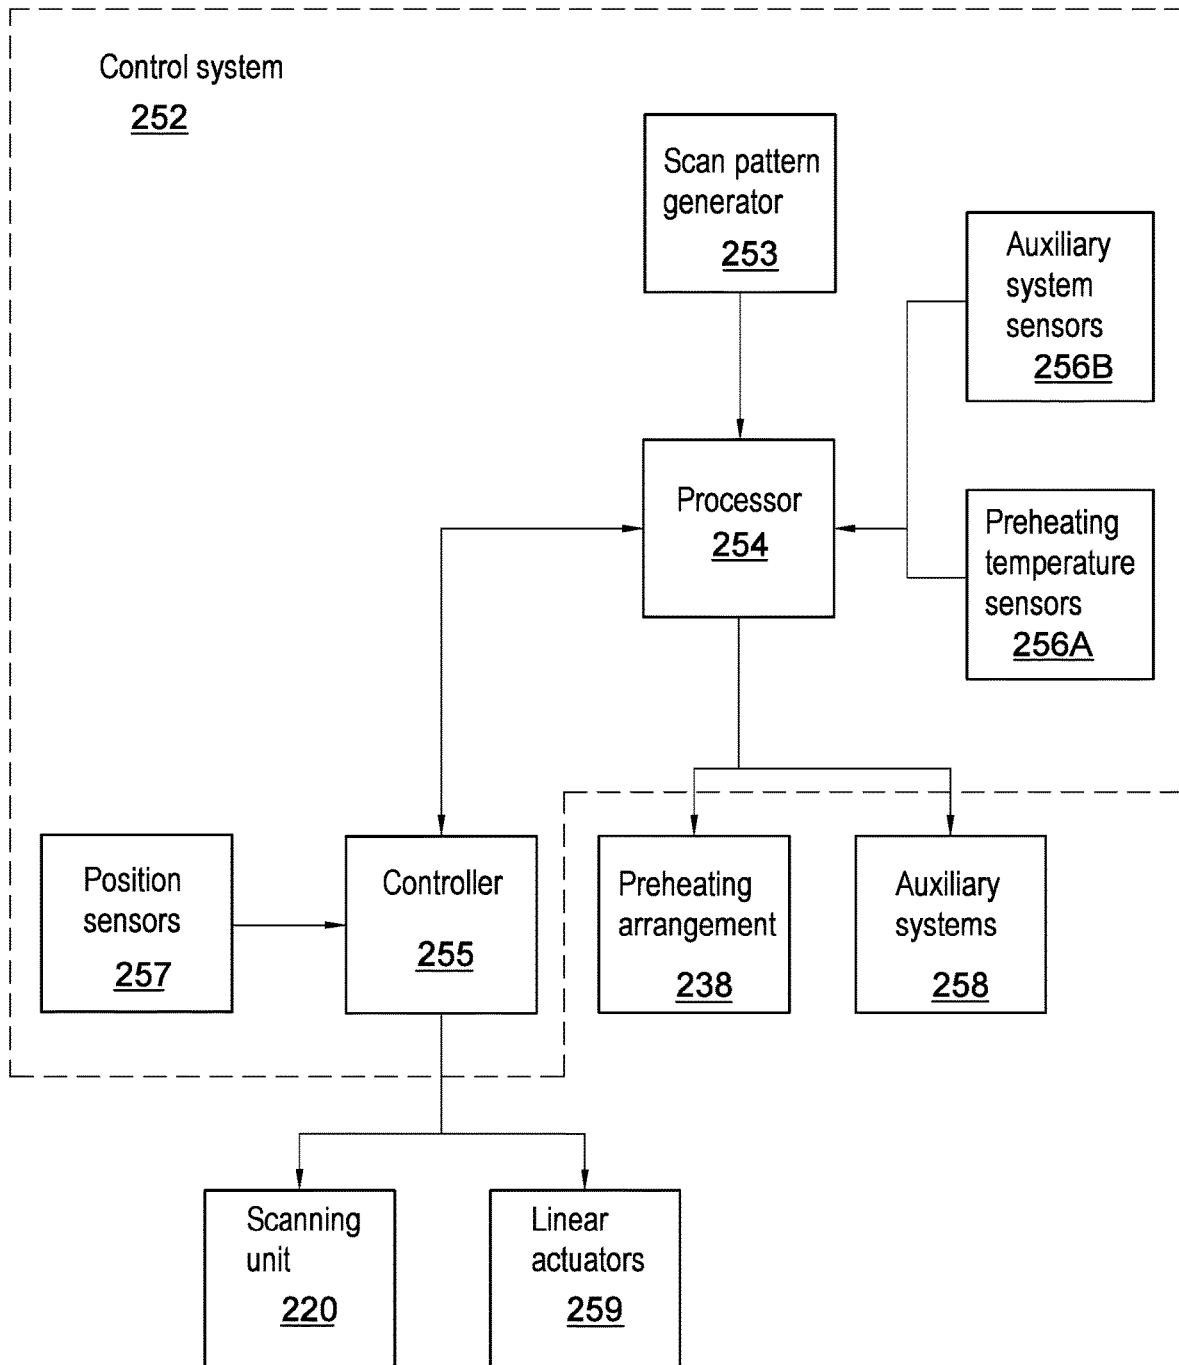 Control system
252
Scan pattern
generator
253
Auxiliary
system
sensors
256B
Processor
254
Preheating
temperature
sensors
256A
Position
sensors
257
Controller
255
Preheating
arrangement
238
Auxiliary
systems
258
Scanning
unit
220
Linear
actuators
259